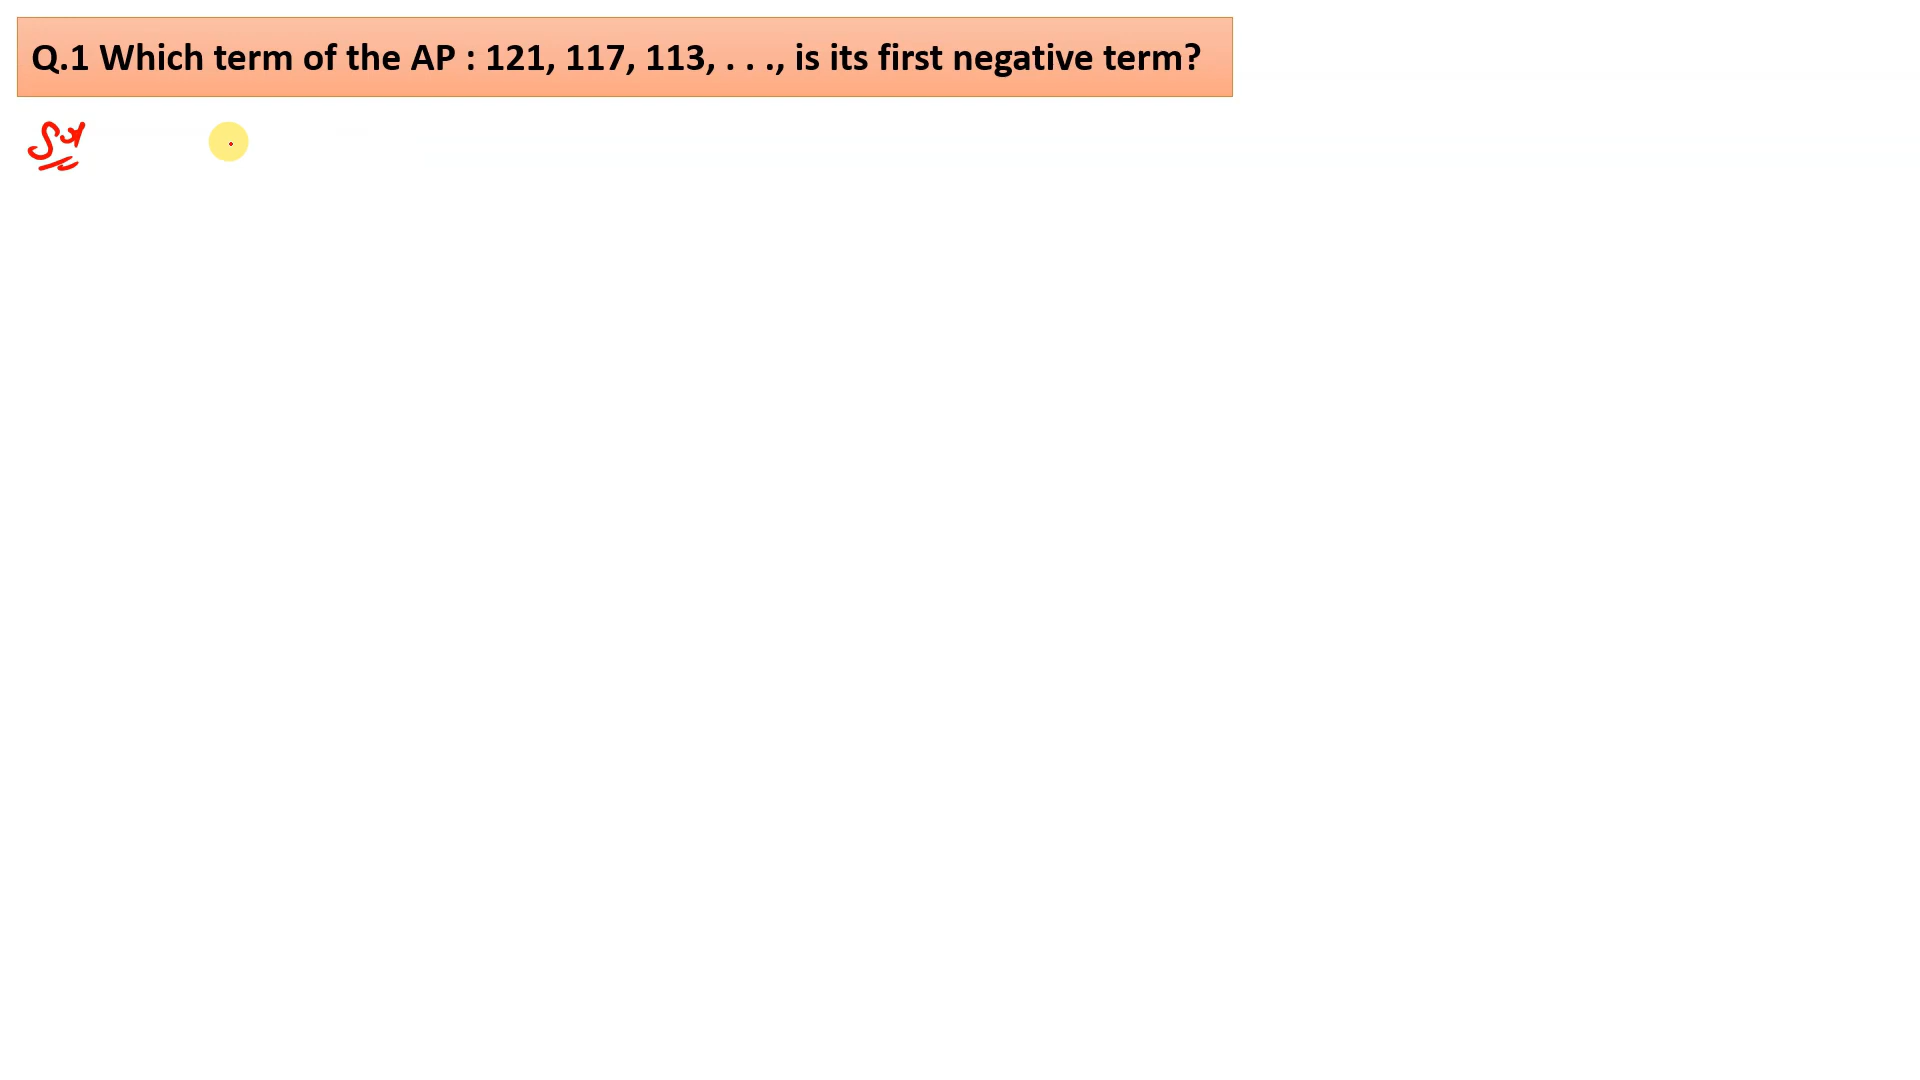 Q.1 Which term of the AP : 121, 117, 113, . . ., is its first negative term?
Sol